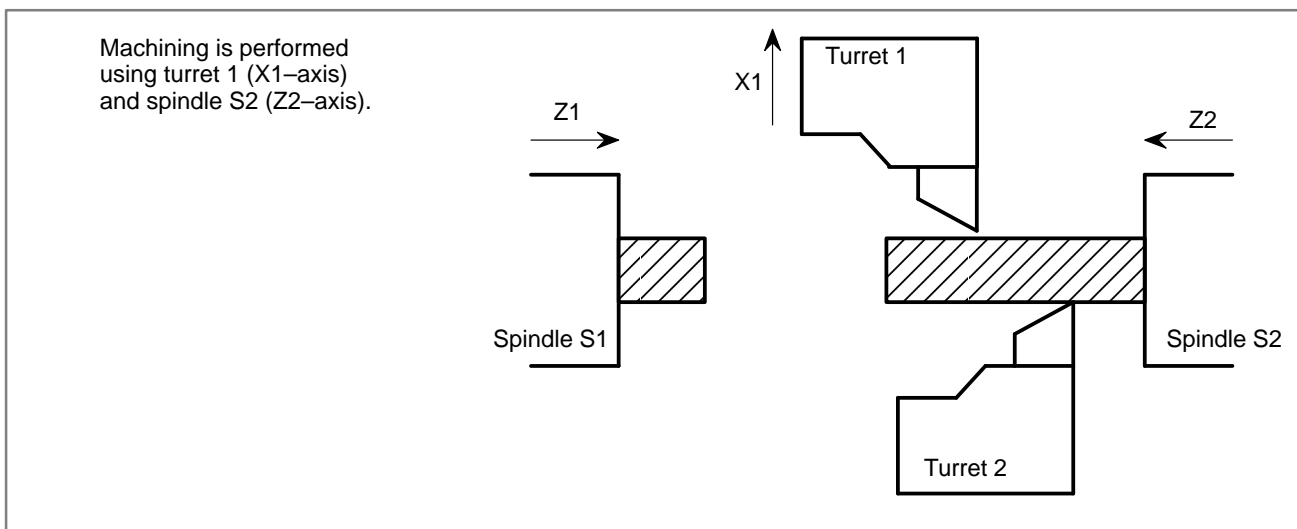 Machining is performed
using turret 1 (X1–axis)
and spindle S2 (Z2–axis).
Turret 1
X1
Z1
Z2
Spindle S1
Spindle S2
Turret 2